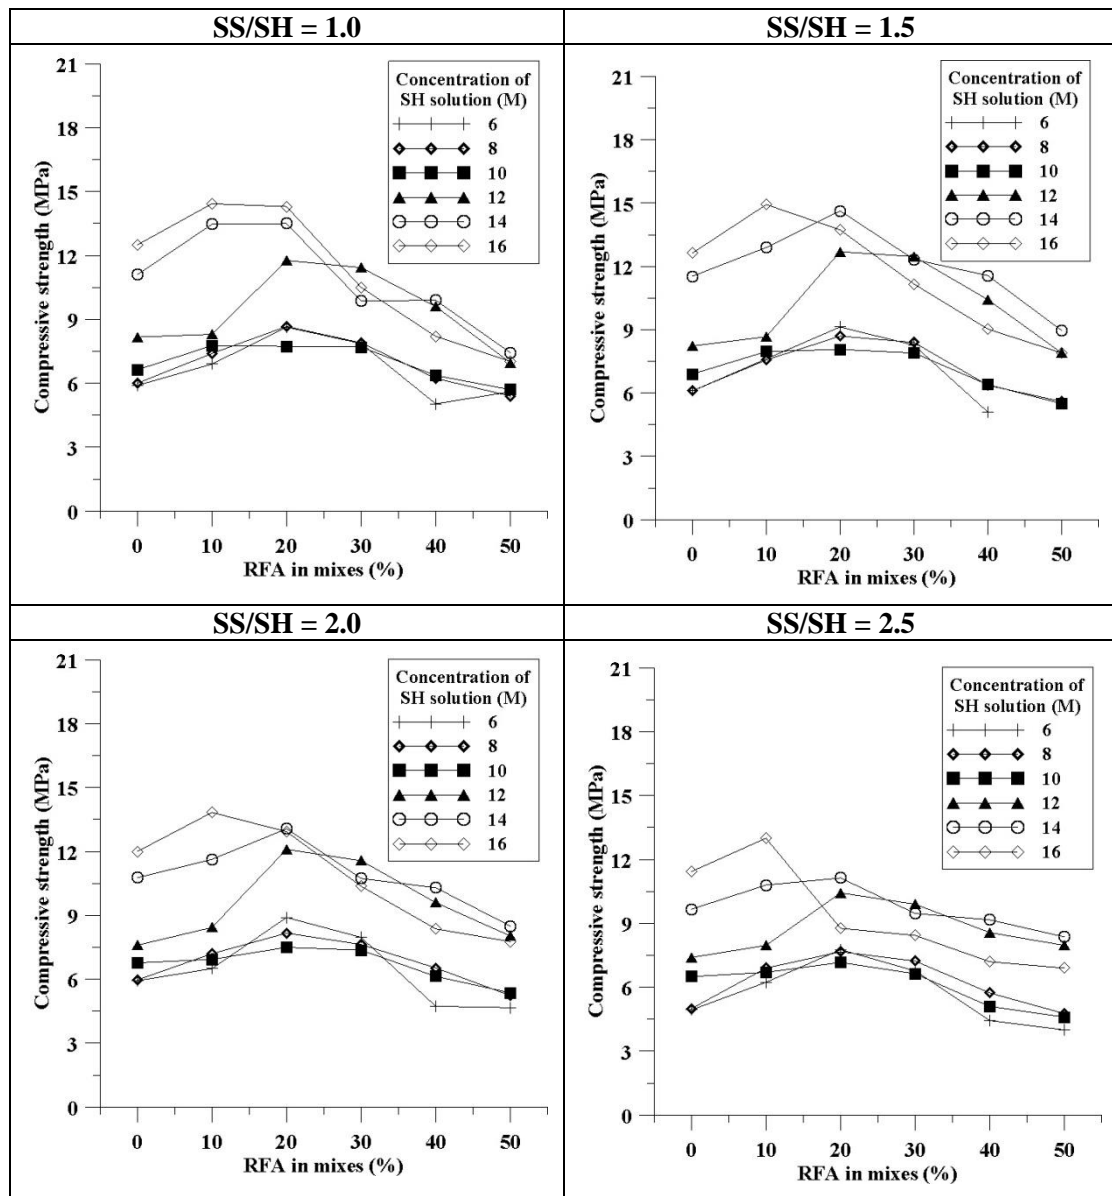 SS/SH = 1.0
21
18
15
12
9
6
3
0
Compressive strength (MPa)
0 10 20 30 40 50
RFA in mixes (%)
Concentration of
SH solution (M)
6
8
10
12
14
16
SS/SH = 1.5
21
18
15
12
9
6
3
0
Compressive strength (MPa)
0 10 20 30 40 50
RFA in mixes (%)
Concentration of
SH solution (M)
6
8
10
12
14
16
SS/SH = 2.0
21
18
15
12
9
6
3
0
Compressive strength (MPa)
0 10 20 30 40 50
RFA in mixes (%)
Concentration of
SH solution (M)
6
8
10
12
14
16
SS/SH = 2.5
21
18
15
12
9
6
3
0
Compressive strength (MPa)
0 10 20 30 40 50
RFA in mixes (%)
Concentration of
SH solution (M)
6
8
10
12
14
16